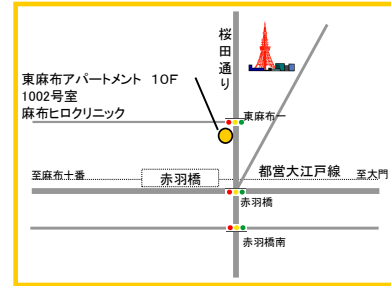 桜田通り
東麻布アパートメント 10F
1002号室
麻布ヒロクリニック
東麻布一
至麻布十番
赤羽橋
都営大江戸線
至大門
赤羽橋
赤羽橋南